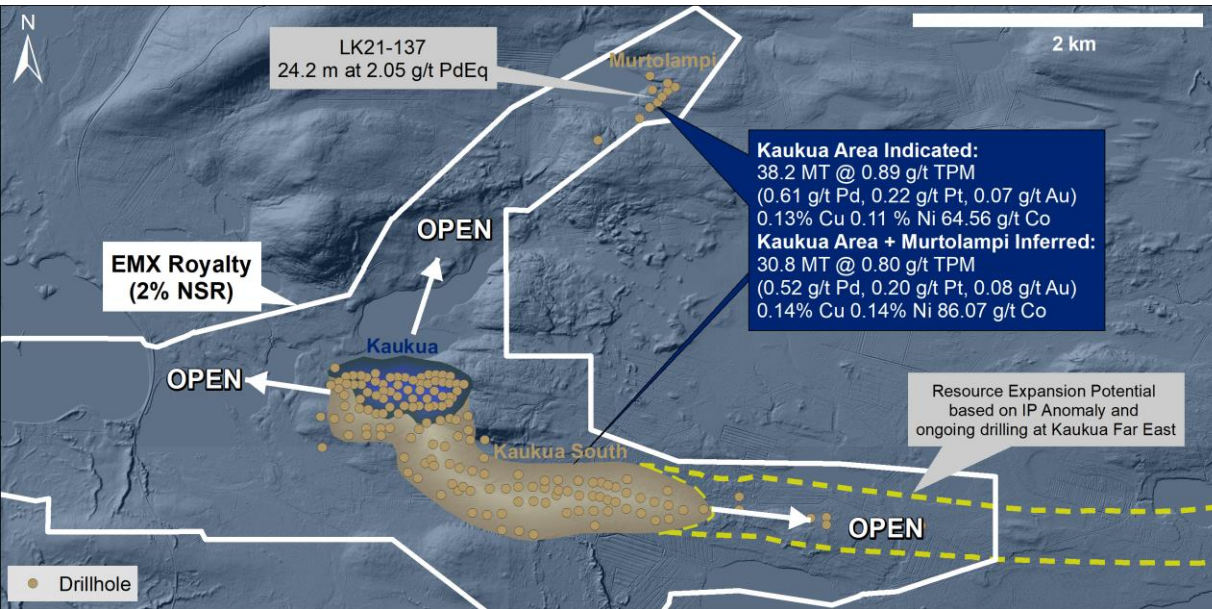 N
2 km
LK21-137
24.2 m at 2.05 g/t PdEq
Murtolampi
Kaukua Area Indicated:
38.2 MT @ 0.89 g/t TPM
(0.61 g/t Pd, 0.22 g/t Pt, 0.07 g/t Au)
0.13% Cu 0.11 % Ni 64.56 g/t Co
Kaukua Area + Murtolampi Inferred:
30.8 MT @ 0.80 g/t TPM
(0.52 g/t Pd, 0.20 g/t Pt, 0.08 g/t Au)
0.14% Cu 0.14% Ni 86.07 g/t Co
OPEN
EMX Royalty
(2% NSR)
Kaukua
OPEN
Resource Expansion Potential
based on IP Anomaly and
ongoing drilling at Kaukua Far East
Kaukua South
OPEN
Drillhole